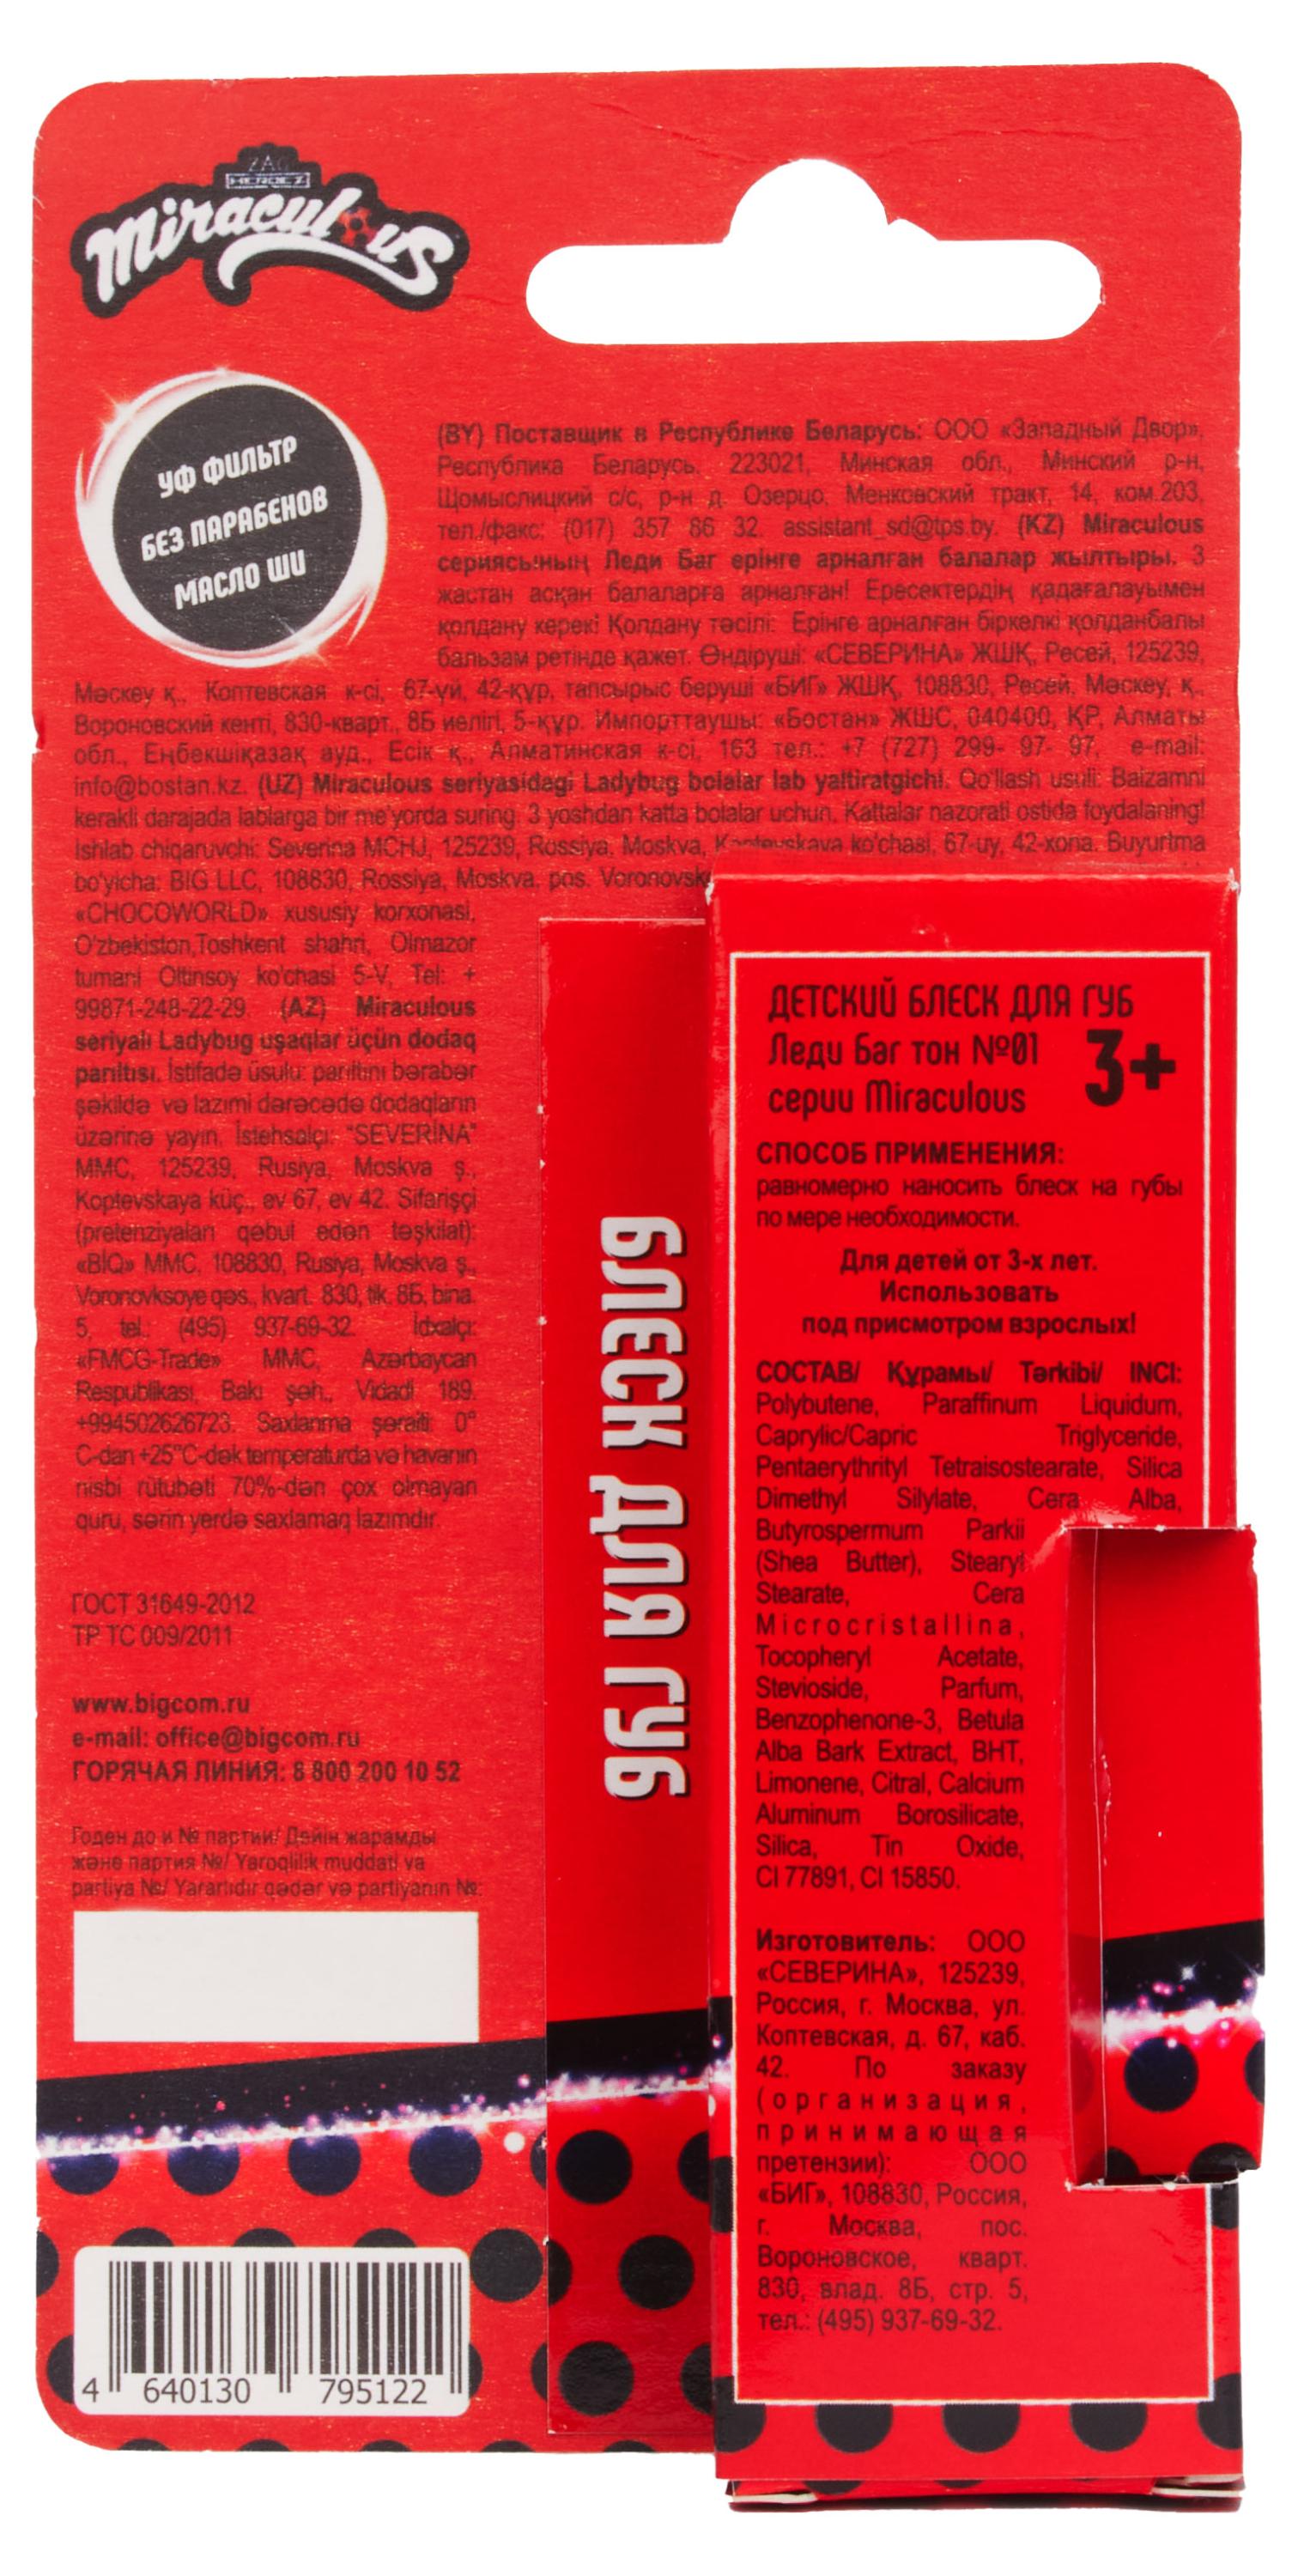 ZAG
HEROEZ
Miraculous
УФ ФИЛЬТР
БЕЗ ПАРАБЕНОВ
МАСЛО ШИ
(BY) Поставщик в Республике Беларусь: ООО «Западный Двор»,
Республика Беларусь, 223021, Минская обл., Минский р-н,
Щомыслицкий с/с, р-н д. Озерцо, Менковский тракт, 14, ком.203,
тел./факс: (017) 357 86 32. assistant_sd@tps.by. (KZ) Miraculous
сериясының Леди Баг ерінге арналған балалар жылтыры. 3
жастан асқан балаларға арналған! Ересектердің қадағалауымен
қолдану керек! Қолдану тәсілі: Ерінге арналған біркелкі қолданбалы
бальзам ретінде қажет. Өндіруші: «СЕВЕРИНА» ЖШҚ, Ресей, 125239,
Мәскеу қ., Коптевская к-сі, 67-үй, 42-құр, тапсырыс беруші «БИГ» ЖШҚ, 108830, Ресей, Мәскеу, қ.,
Вороновский кенті, 830-кварт., 8Б иелігі, 5-құр. Импорттаушы: «Бостан» ЖШС, 040400, ҚР, Алматы
обл., Еңбекшіқазақ ауд., Есік қ., Алматинская к-сі, 163 тел.: +7 (727) 299- 97- 97, e-mail:
info@bostan.kz. (UZ) Miraculous seriyasidagi Ladybug bolalar lab yaltiratgichi. Qo'llash usuli: Balzamni
kerakli darajada lablarga bir me'yorda suring. 3 yoshdan katta bolalar uchun. Kattalar nazorati ostida foydalaning!
Ishlab chiqaruvchi: Severina MCHJ, 125239, Rossiya, Moskva, Koptevskaya ko'chasi, 67-uy, 42-xona. Buyurtma
bo'yicha: BIG LLC, 108830, Rossiya, Moskva, pos.
«CHOCOWORLD» xususiy korxonasi,
O'zbekiston,Toshkent shahri, Olmazor
tumani Oltinsoy ko'chasi 5-V, Tel: +
99871-248-22-29. (AZ) Miraculous
seriyalı Ladybug uşaqlar üçün dodaq
parıltısı. İstifadə üsulu: parıltını bərabər
şəkildə və lazımi dərəcədə dodaqların
üzərinə yayın. İstehsalçı: "SEVERİNA"
MMC, 125239, Rusiya, Moskva ş.,
Koptevskaya küç., ev 67, ev 42. Sifarişçi
(pretenziyaları qəbul edən təşkilat):
«BİQ» MMC, 108830, Rusiya, Moskva ş.,
Voronovksoye qəs., kvart. 830, tik. 8Б, bina.
5, tel.: (495) 937-69-32. İdxalçı:
«FMCG-Trade» MMC, Azərbaycan
Respublikası, Bakı şəh., Vidadi 189.
+994502626723. Saxlanma şəraiti: 0°
C-dan +25°C-dək temperaturda və havanın
nisbi rütubəti 70%-dən çox olmayan
quru, sərin yerdə saxlamaq lazımdır.
ГОСТ 31649-2012
ТР ТС 009/2011
www.bigcom.ru
e-mail: office@bigcom.ru
ГОРЯЧАЯ ЛИНИЯ: 8 800 200 10 52
Годен до и № партии/ Дейін жарамды
және партия №/ Yaroqlilik muddati va
partiya №/ Yararlıdır qədər və partiyanın №:
4 640130 795122
БЛЕСК ДЛЯ ГУБ
ДЕТСКИЙ БЛЕСК ДЛЯ ГУБ
Леди Баг тон №01
серии Miraculous
3+
СПОСОБ ПРИМЕНЕНИЯ:
равномерно наносить блеск на губы
по мере необходимости.
Для детей от 3-х лет.
Использовать
под присмотром взрослых!
СОСТАВ/ Құрамы/ Tərkibi/ INCI:
Polybutene, Paraffinum Liquidum,
Caprylic/Capric Triglyceride,
Pentaerythrityl Tetraisostearate, Silica
Dimethyl Silylate, Cera Alba,
Butyrospermum Parkii
(Shea Butter), Stearyl
Stearate, Cera
Microcristallina,
Tocopheryl Acetate,
Stevioside, Parfum,
Benzophenone-3, Betula
Alba Bark Extract, BHT,
Limonene, Citral, Calcium
Aluminum Borosilicate,
Silica, Tin Oxide,
CI 77891, CI 15850.
Изготовитель: ООО
«СЕВЕРИНА», 125239,
Россия, г. Москва, ул.
Коптевская, д. 67, каб.
42. По заказу
(организация,
принимающая
претензии): ООО
«БИГ», 108830, Россия,
г. Москва, пос.
Вороновское, кварт.
830, влад. 8Б, стр. 5,
тел.: (495) 937-69-32.